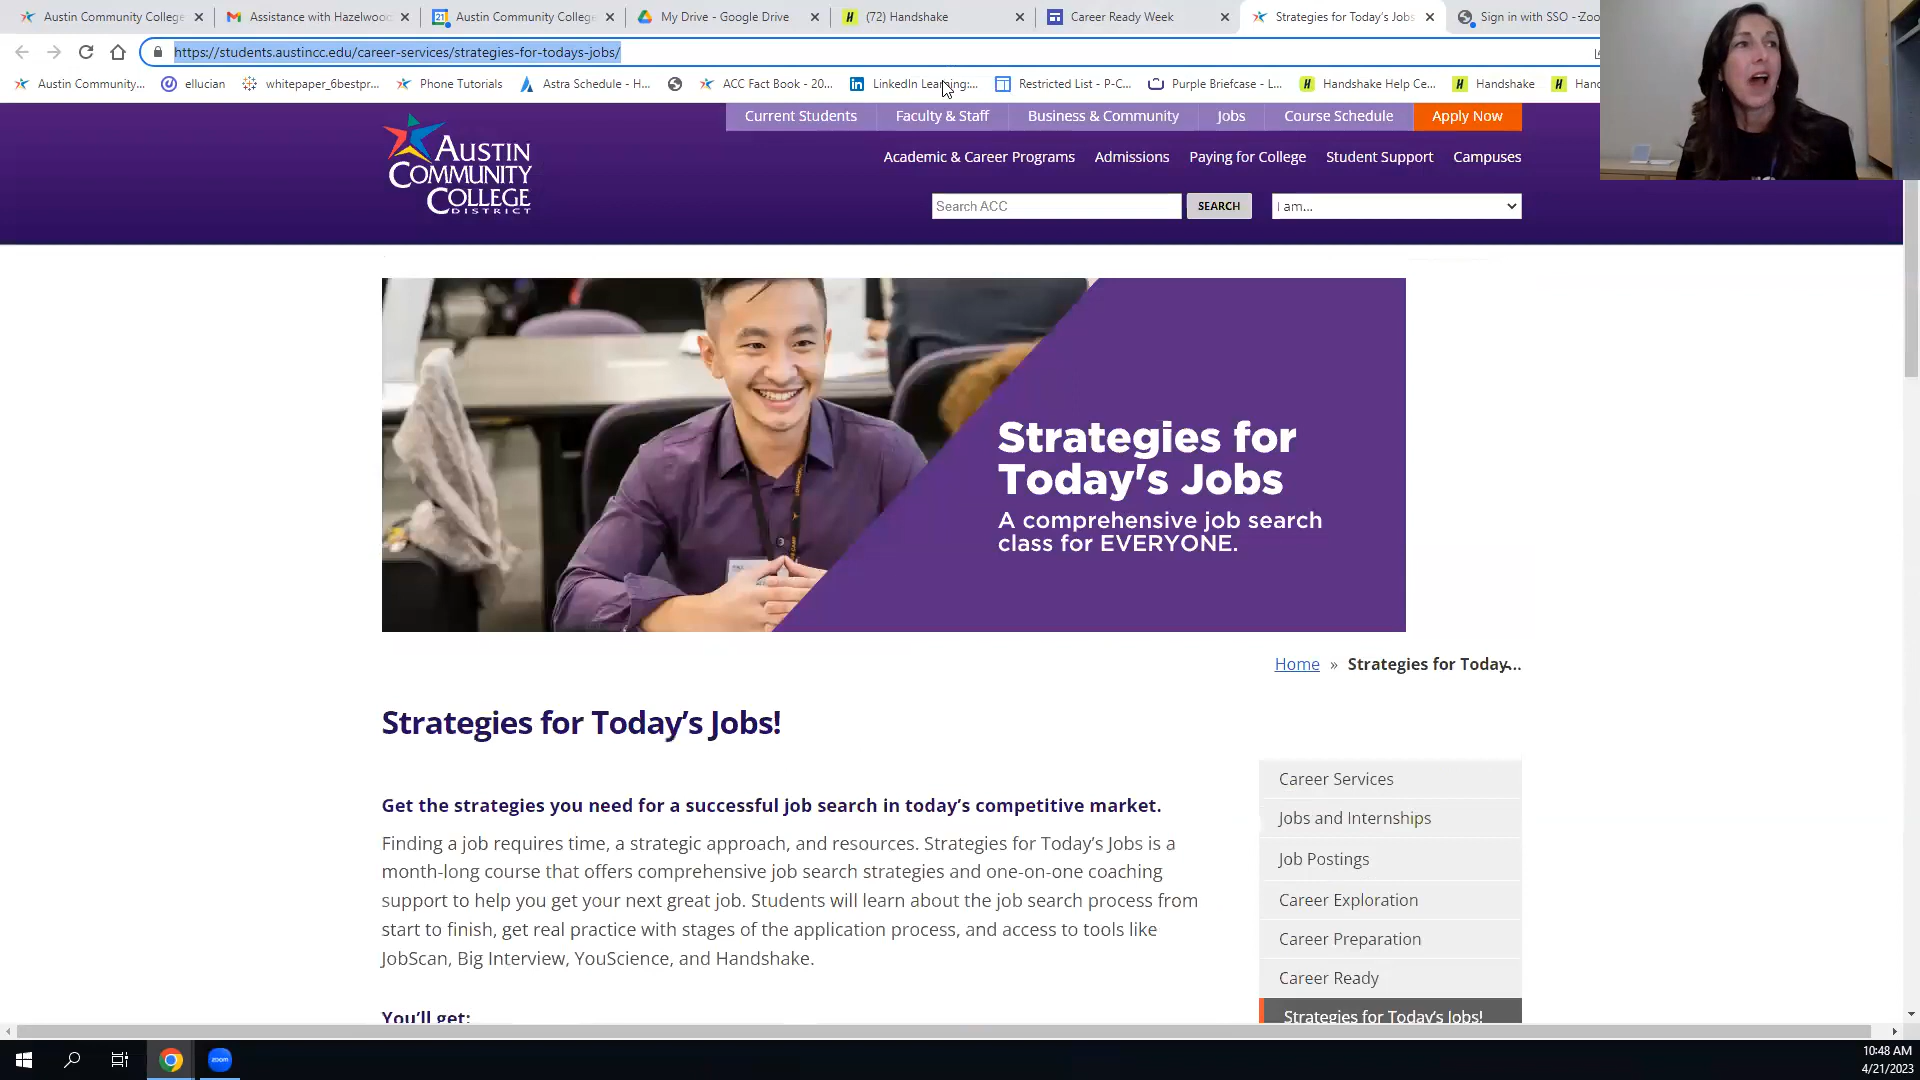 Austin Community College
Assistance with Hazelwoo
Austin Community College
My Drive - Google Drive
(72) Handshake
Career Ready Week
Strategies for Today's Jobs
Sign in with SSO - Zoo
https://students.austincc.edu/career-services/strategies-for-todays-jobs/
Austin Community...
ellucian
whitepaper_6bestpr...
Phone Tutorials
Astra Schedule - H...
ACC Fact Book - 20...
LinkedIn Learning:...
Restricted List - P-C...
Purple Briefcase - L...
Handshake Help Ce...
Handshake
Han
Current Students
Faculty & Staff
Business & Community
Jobs
Course Schedule
Apply Now
AUSTIN
COMMUNITY
COLLEGE
DISTRICT
Academic & Career Programs
Admissions
Paying for College
Student Support
Campuses
Search ACC
SEARCH
I am...
Strategies for
Today's Jobs
A comprehensive job search
class for EVERYONE.
Home » Strategies for Today...
Strategies for Today's Jobs!
Get the strategies you need for a successful job search in today's competitive market.
Finding a job requires time, a strategic approach, and resources. Strategies for Today's Jobs is a
month-long course that offers comprehensive job search strategies and one-on-one coaching
support to help you get your next great job. Students will learn about the job search process from
start to finish, get real practice with stages of the application process, and access to tools like
JobScan, Big Interview, YouScience, and Handshake.
You'll get:
Career Services
Jobs and Internships
Job Postings
Career Exploration
Career Preparation
Career Ready
Strategies for Today's Jobs!
zoom
10:48 AM
4/21/2023